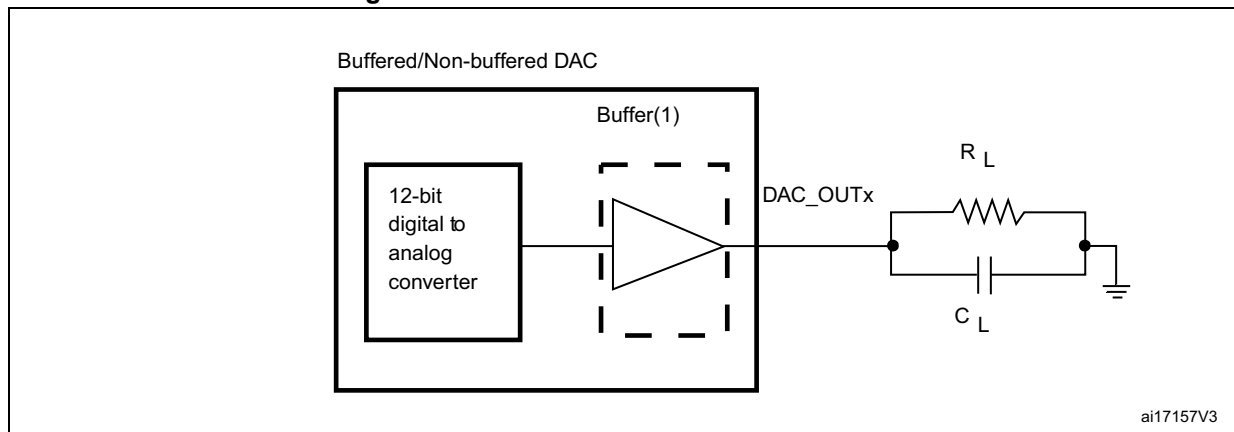 Buffered/Non-buffered DAC
Buffer(1)
12-bit
digital to
analog
converter
DAC_OUTx
R L
C L
ai17157V3